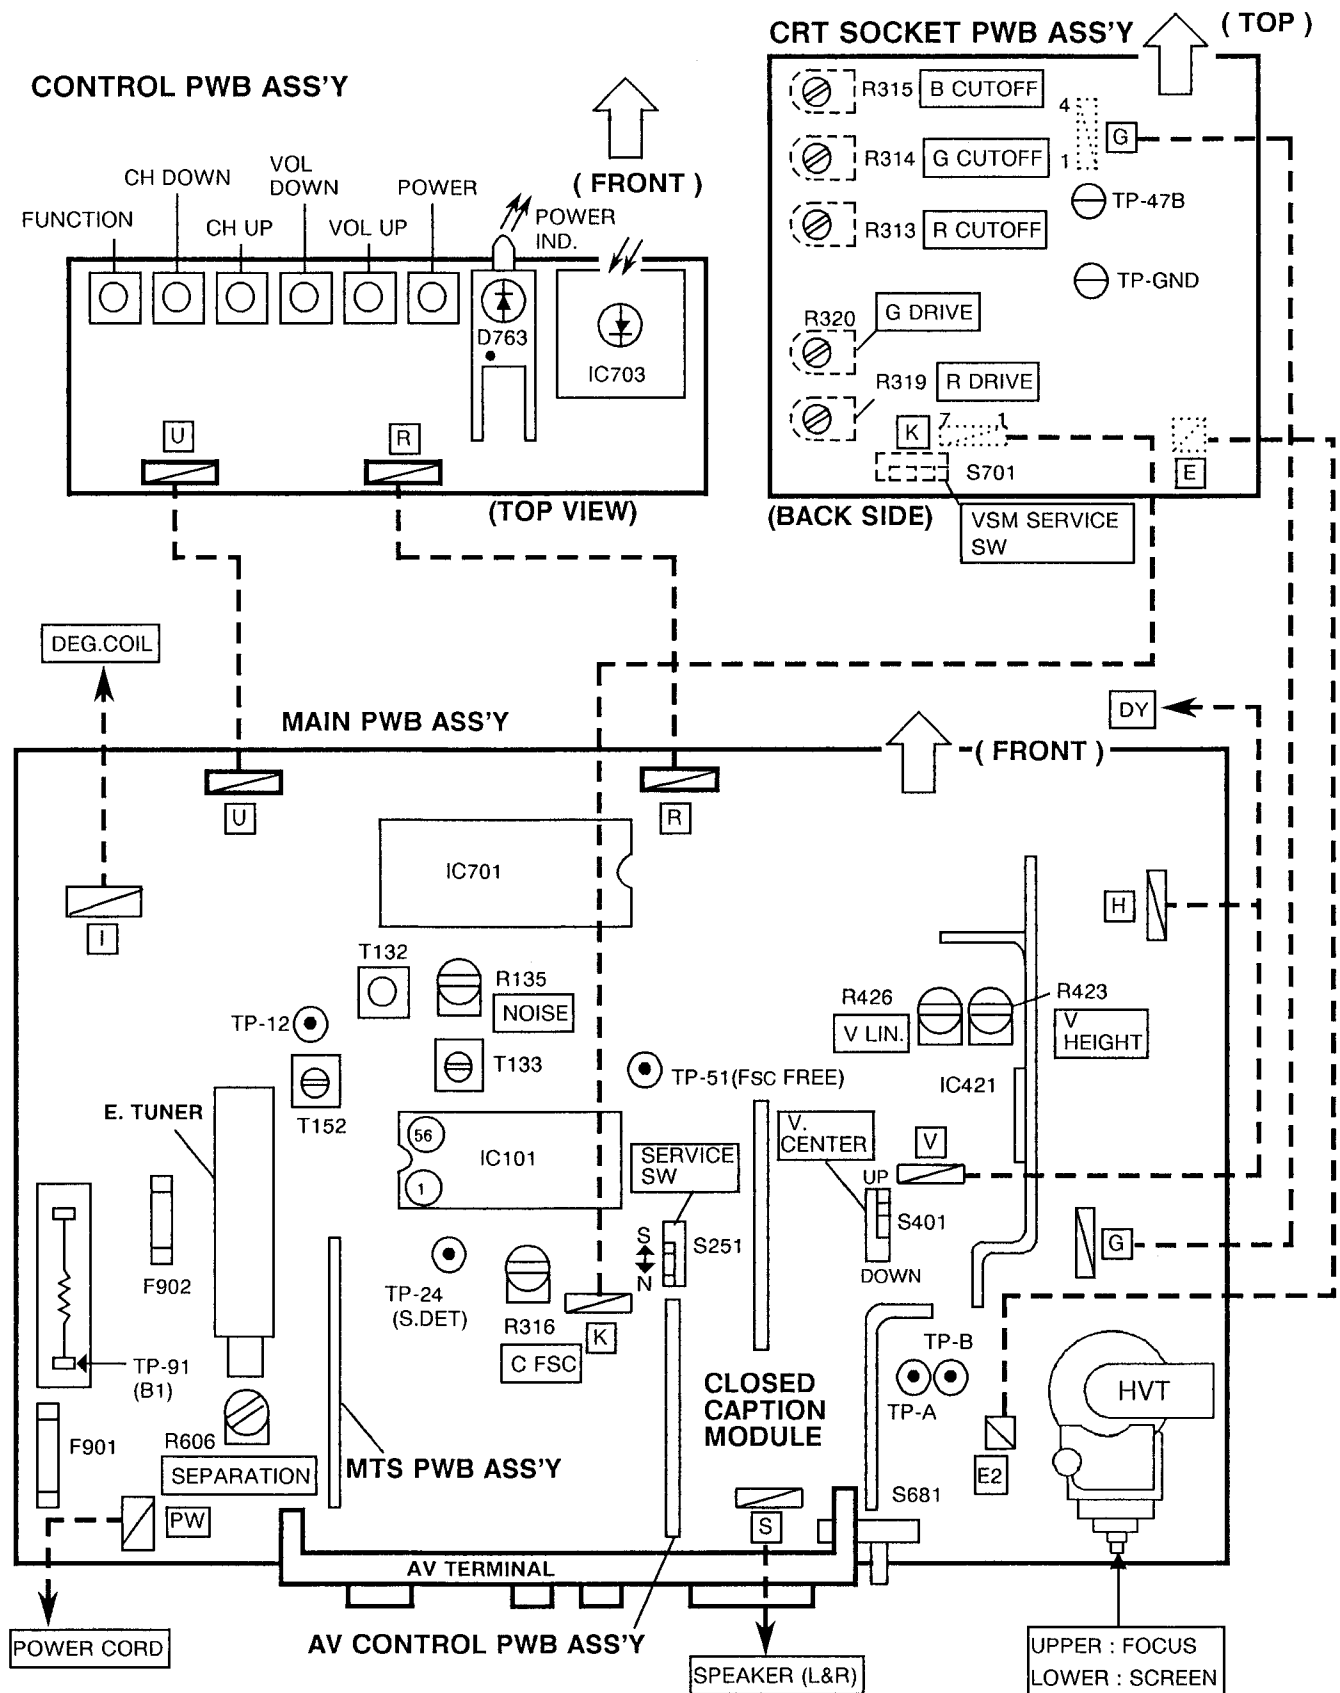 CRT SOCKET PWB ASS'Y
( TOP )
CONTROL PWB ASS'Y
( FRONT )
FUNCTION
CH DOWN
CH UP
VOL
DOWN
VOL UP
POWER
POWER
IND.
D763
IC703
U
R
(TOP VIEW)
R315 B CUTOFF
R314 G CUTOFF
R313 R CUTOFF
4
1
G
TP-47B
TP-GND
R320
G DRIVE
R319 R DRIVE
K
7 1
S701
E
(BACK SIDE)
VSM SERVICE
SW
DEG.COIL
DY
MAIN PWB ASS'Y
( FRONT )
U
R
I
IC701
H
T132
R135
NOISE
TP-12
T133
T152
TP-51(FSC FREE)
R426
V LIN.
R423
V
HEIGHT
IC421
E. TUNER
56
1
IC101
SERVICE
SW
V.
CENTER
V
UP
S401
DOWN
S
N
S251
G
F902
TP-24
(S.DET)
R316
C FSC
K
TP-91
(B1)
F901
R606
SEPARATION
MTS PWB ASS'Y
CLOSED
CAPTION
MODULE
TP-B
TP-A
E2
HVT
S681
PW
S
AV TERMINAL
POWER CORD
AV CONTROL PWB ASS'Y
SPEAKER (L&R)
UPPER : FOCUS
LOWER : SCREEN